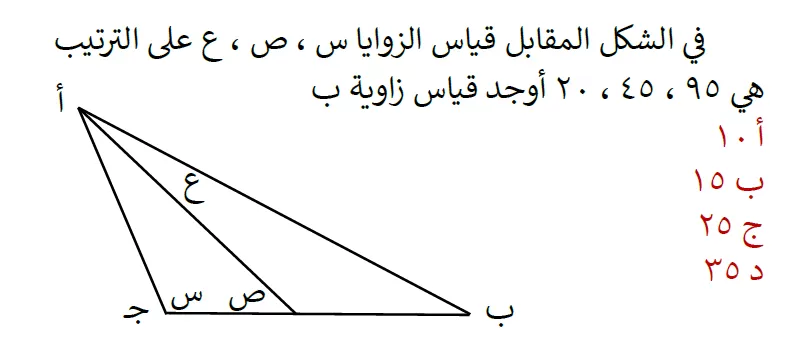 في الشكل المقابل قياس الزوايا س ، ص ، ع على الترتيب
هي ٩٥ ، ٤٥ ، ٢٠ أوجد قياس زاوية ب
أ ١٠
ب ١٥
ج ٢٥
د ٣٥
أ
ع
جـ
س
ص
ب